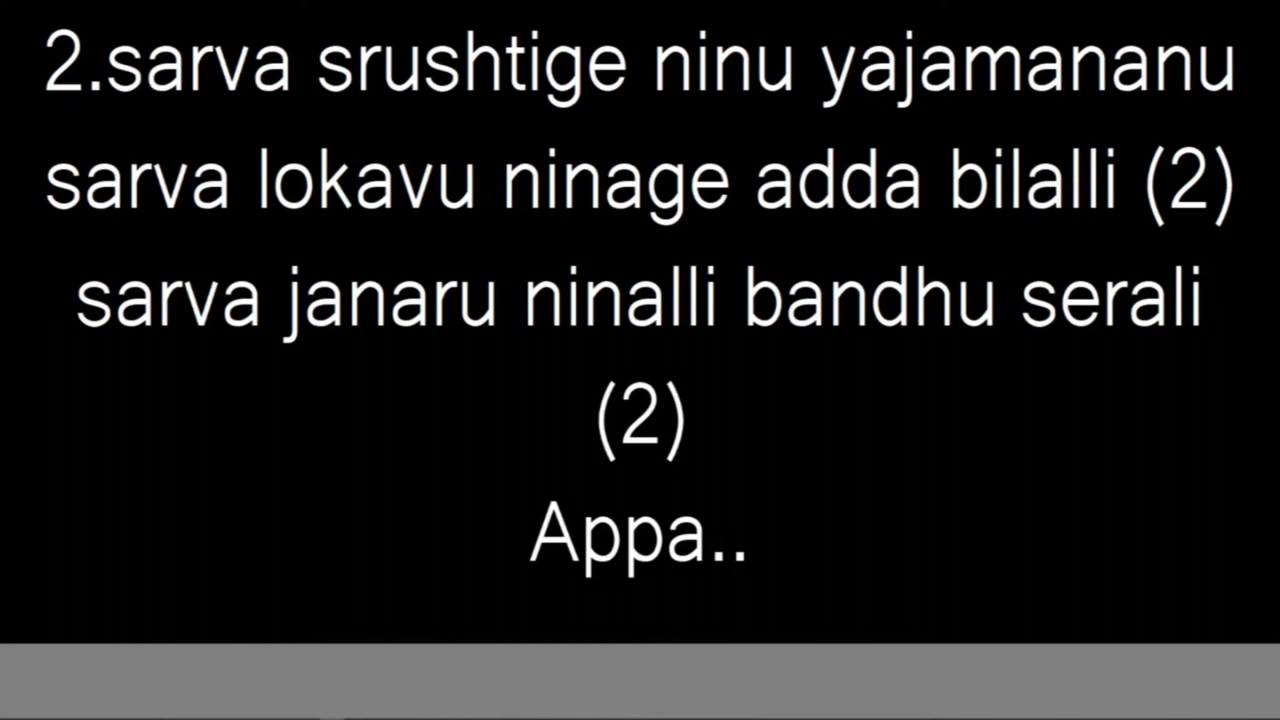 2.sarva srushtige ninu yajamananu
sarva lokavu ninage adda bilalli (2)
sarva janaru ninalli bandhu serali
(2)
Appa..